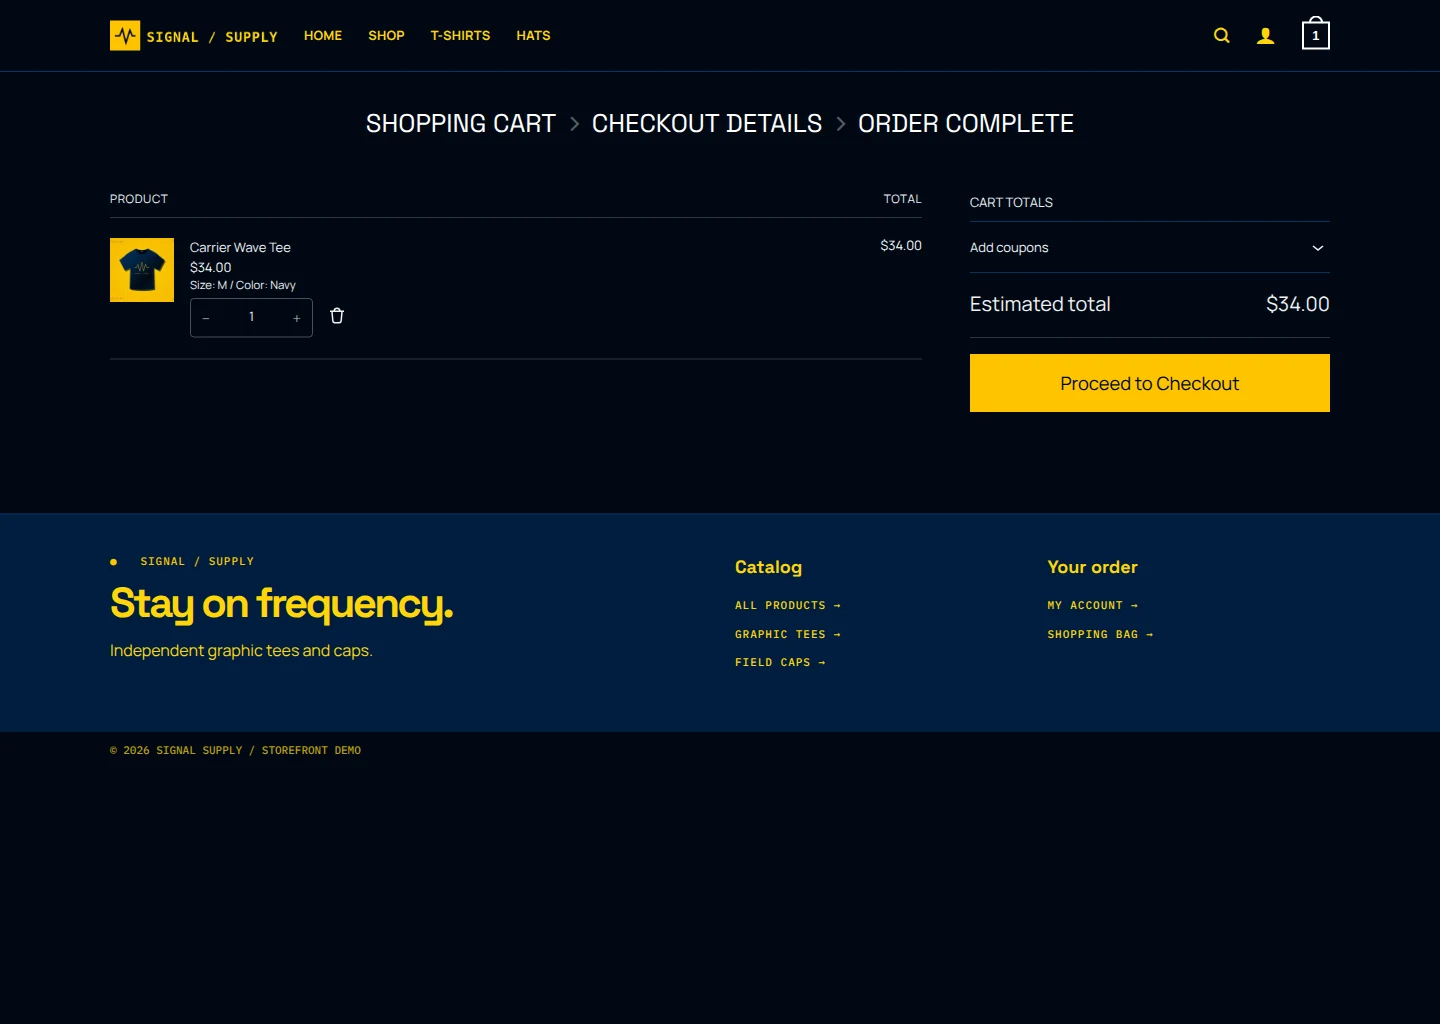 SIGNAL / SUPPLY HOME SHOP T-SHIRTS HATS 1
SHOPPING CART > CHECKOUT DETAILS > ORDER COMPLETE
PRODUCT TOTAL
Carrier Wave Tee $34.00
$34.00
Size: M / Color: Navy
− 1 +
CART TOTALS
Add coupons
Estimated total $34.00
Proceed to Checkout
SIGNAL / SUPPLY
Stay on frequency.
Independent graphic tees and caps.
Catalog
ALL PRODUCTS →
GRAPHIC TEES →
FIELD CAPS →
Your order
MY ACCOUNT →
SHOPPING BAG →
© 2026 SIGNAL SUPPLY / STOREFRONT DEMO